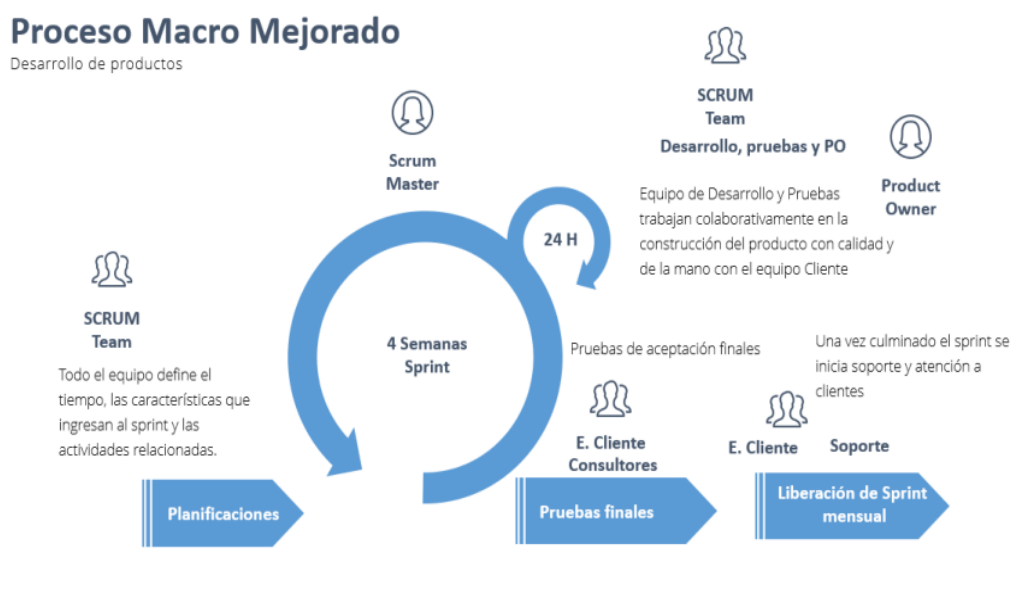 Proceso Macro Mejorado
Desarrollo de productos
SCRUM
Team
Desarrollo, pruebas y PO
Product
Owner
Equipo de Desarrollo y Pruebas
trabajan colaborativamente en la
construcción del producto con calidad y
de la mano con el equipo Cliente
Scrum
Master
24 H
4 Semanas
Sprint
SCRUM
Team
Todo el equipo define el
tiempo, las características que
ingresan al sprint y las
actividades relacionadas.
Planificaciones
Pruebas de aceptación finales
E. Cliente
Consultores
Pruebas finales
Una vez culminado el sprint se
inicia soporte y atención a
clientes
E. Cliente
Soporte
Liberación de Sprint
mensual